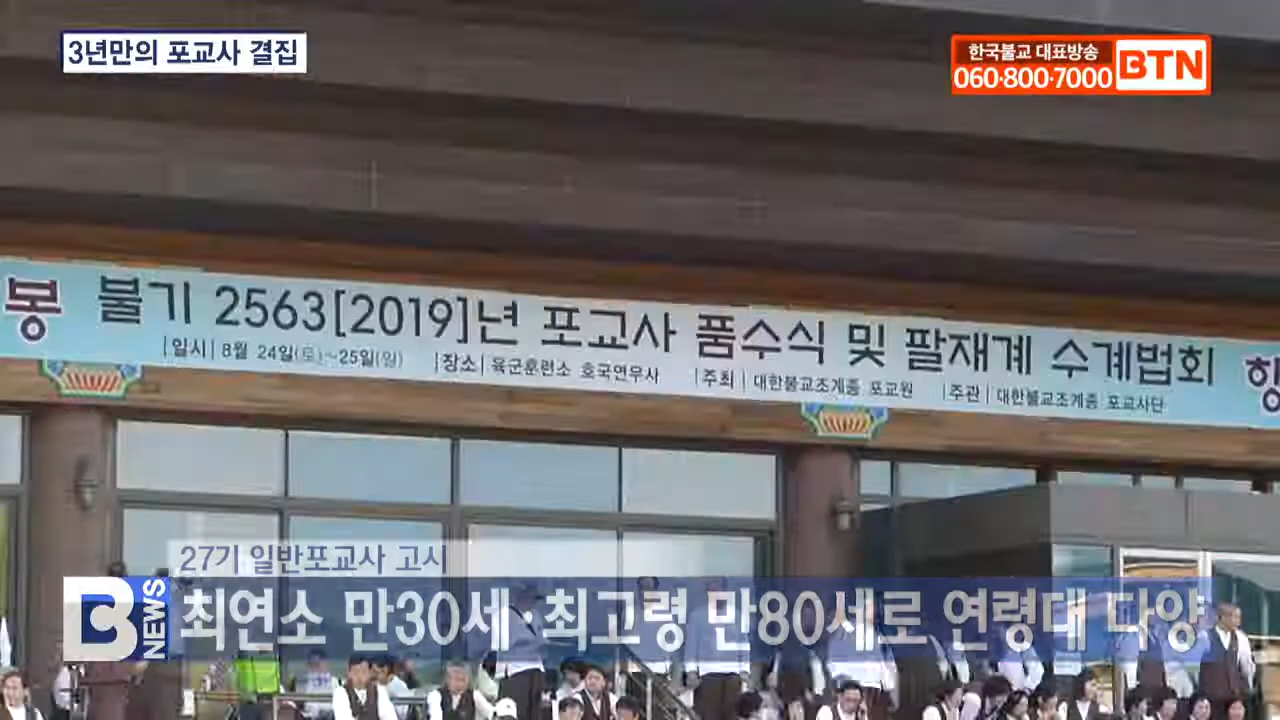 3년만의 포교사 결집
한국불교 대표방송
060·800·7000 BTN
봉 불기 2563[2019]년 포교사 품수식 및 팔재계 수계법회 행
|일시| 8월 24일(토)~25일(일) |장소| 육군훈련소 호국연무사 |주최| 대한불교조계종 포교원 |주관| 대한불교조계종 포교사단
27기 일반포교사 고시
B NEWS
최연소 만30세 최고령 만80세로 연령대 다양